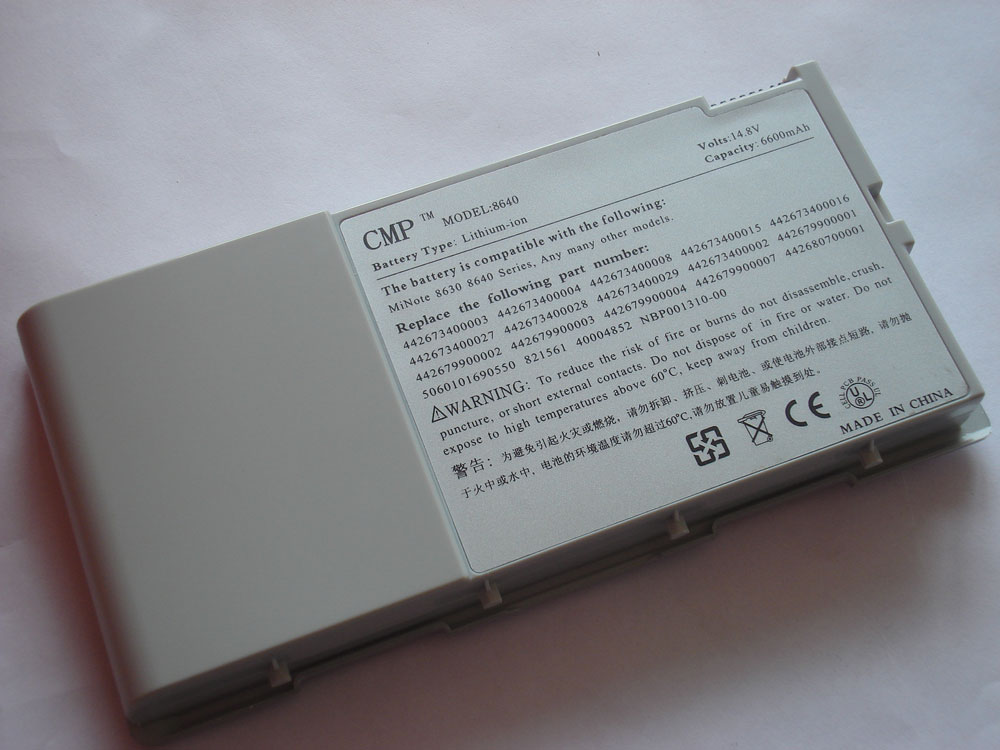 CMP ™ MODEL:8640
Volts:14.8V
Battery Type: Lithium-ion
Capacity: 6600mAh
The battery is compatible with the following:
MiNote 8630 8640 Series, Any many other models.
Replace the following part number:
442673400003 442673400004 442673400008 442673400015 442673400016
442673400027 442673400028 442673400029 442673400002 442679900001
442679900002 442679900003 442679900004 442679900007 442680700001
5060101690550 821561 40004852 NBP001310-00
⚠WARNING: To reduce the risk of fire or burns do not disassemble, crush,
puncture, or short external contacts. Do not dispose of in fire or water. Do not
expose to high temperatures above 60°C, keep away from children.
警告: 为避免引起火灾或燃烧, 请勿拆卸、挤压、刺电池、或使电池外部接点短路, 请勿抛
于火中或水中, 电池的环境温度请勿超过60°C,请勿放置儿童易触摸到处。
CE
CELL PCB PASS UL
MADE IN CHINA